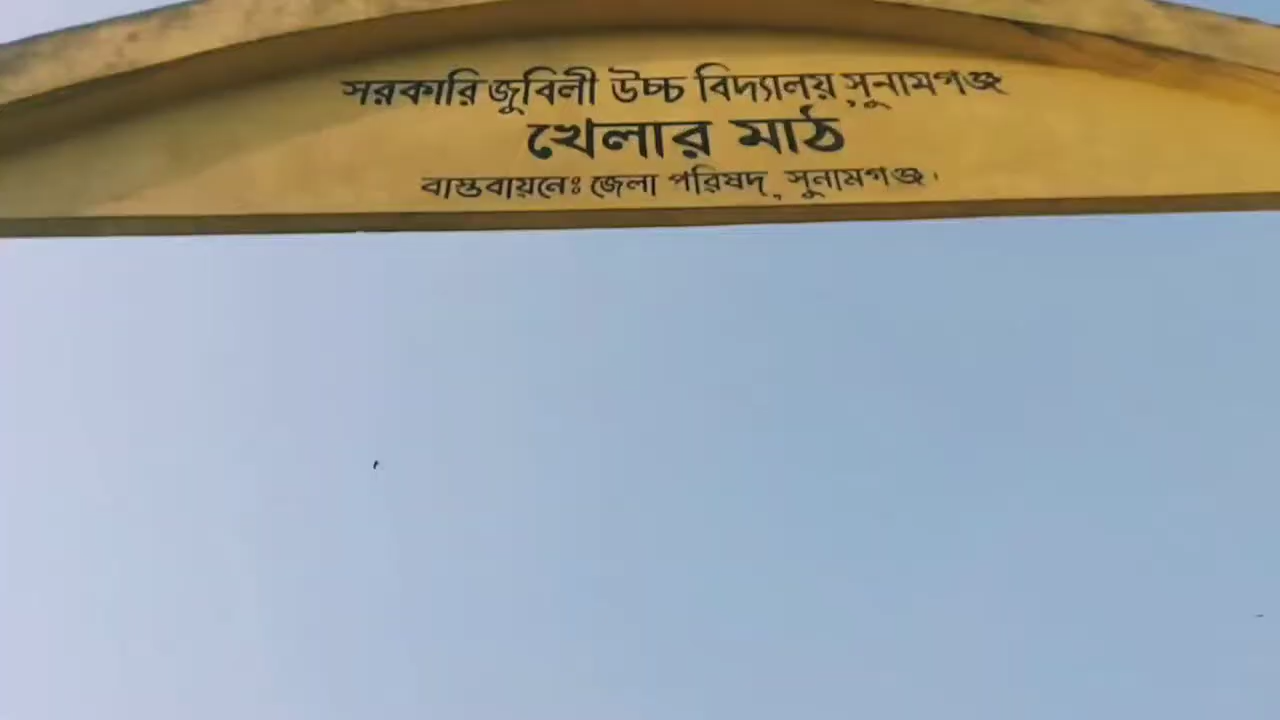 সরকারি জুবিলী উচ্চ বিদ্যালয়,সুনামগঞ্জ
খেলার মাঠ
বাস্তবায়নেঃ জেলা পরিষদ, সুনামগঞ্জ।